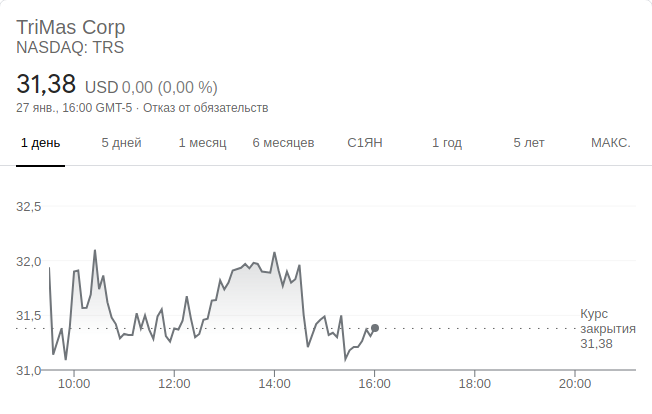 TriMas Corp
NASDAQ: TRS
31,38 USD 0,00 (0,00 %)
27 янв., 16:00 GMT-5 · Отказ от обязательств
1 день 5 дней 1 месяц 6 месяцев С1ЯН 1 год 5 лет МАКС.
32,5
32,0
31,5
Курс
закрытия
31,38
31,0
10:00 12:00 14:00 16:00 18:00 20:00